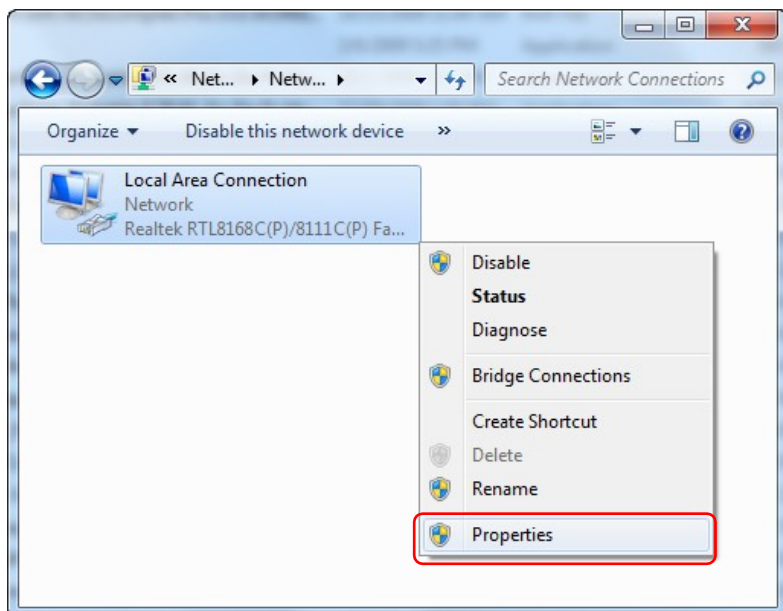 « Net... Netw...
Search Network Connections
Organize Disable this network device »
Local Area Connection
Network
Realtek RTL8168C(P)/8111C(P) Fa...
Disable
Status
Diagnose
Bridge Connections
Create Shortcut
Delete
Rename
Properties